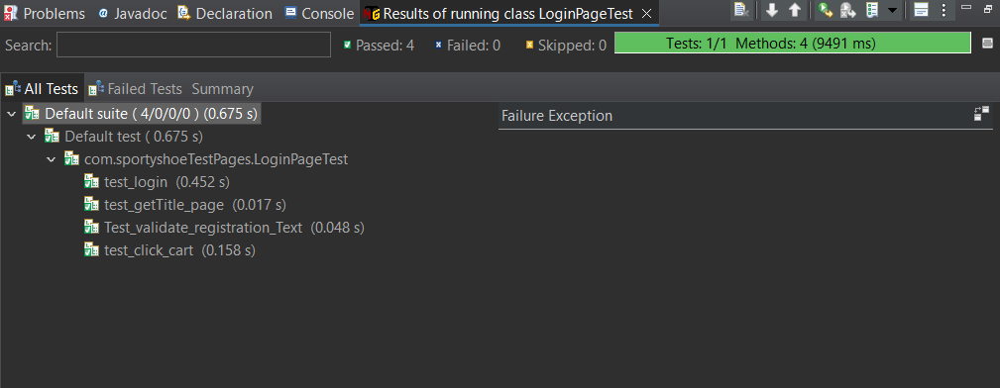 Problems @ Javadoc Declaration Console Results of running class LoginPageTest
Search: Passed: 4 Failed: 0 Skipped: 0 Tests: 1/1 Methods: 4 (9491 ms)
All Tests Failed Tests Summary
Default suite ( 4/0/0/0 ) (0.675 s) Failure Exception
Default test ( 0.675 s)
com.sportyshoeTestPages.LoginPageTest
test_login (0.452 s)
test_getTitle_page (0.017 s)
Test_validate_registration_Text (0.048 s)
test_click_cart (0.158 s)